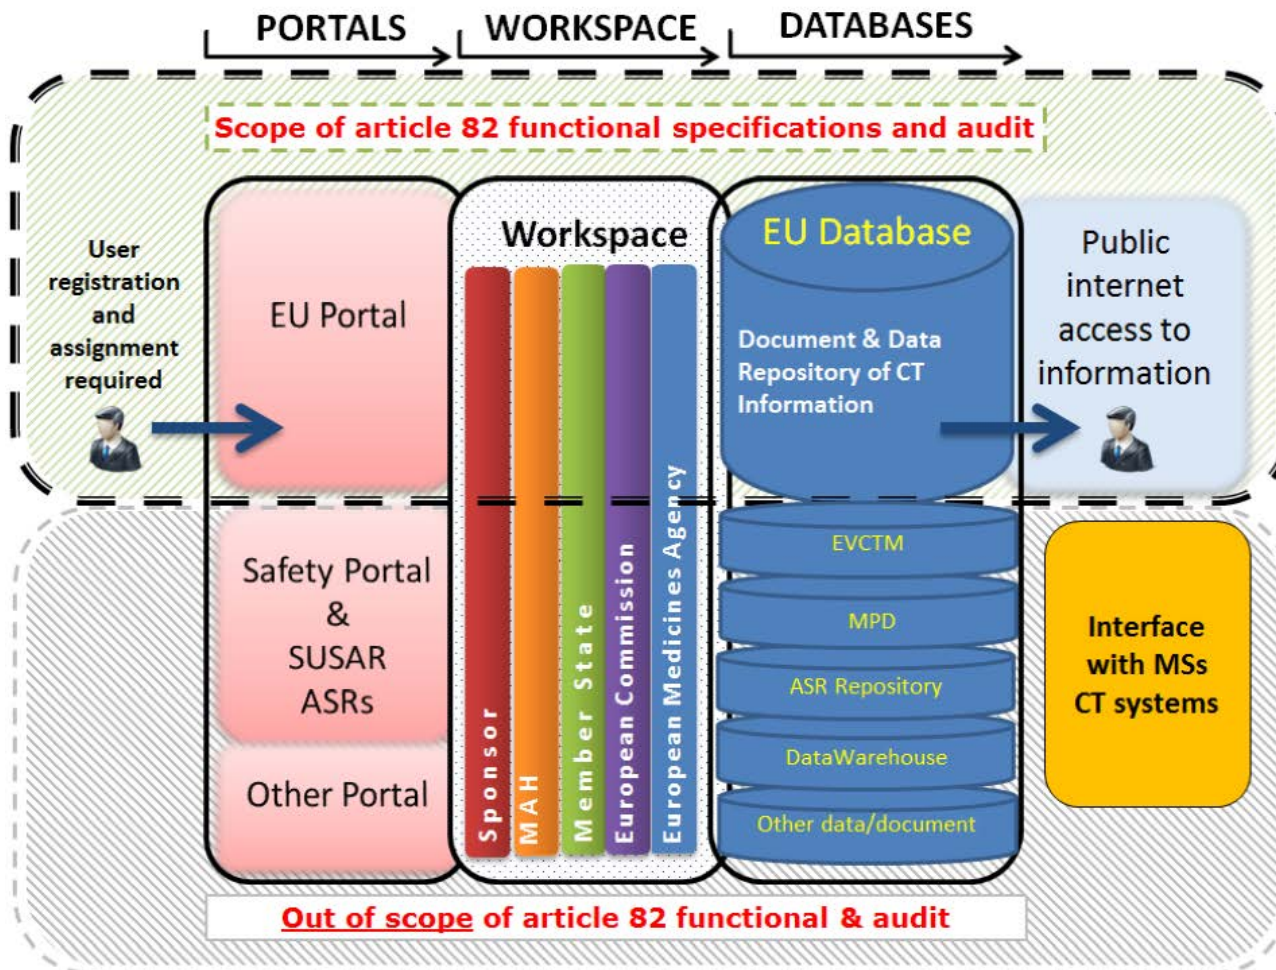 PORTALS
WORKSPACE
DATABASES
Scope of article 82 functional specifications and audit
User
registration
and
assignment
required
EU Portal
Safety Portal
&
SUSAR
ASRs
Other Portal
Workspace
Sponsor
MAH
Member State
European Commission
European Medicines Agency
EU Database
Document & Data
Repository of CT
Information
EVCTM
MPD
ASR Repository
DataWarehouse
Other data/document
Public
internet
access to
information
Interface
with MSs
CT systems
Out of scope of article 82 functional & audit